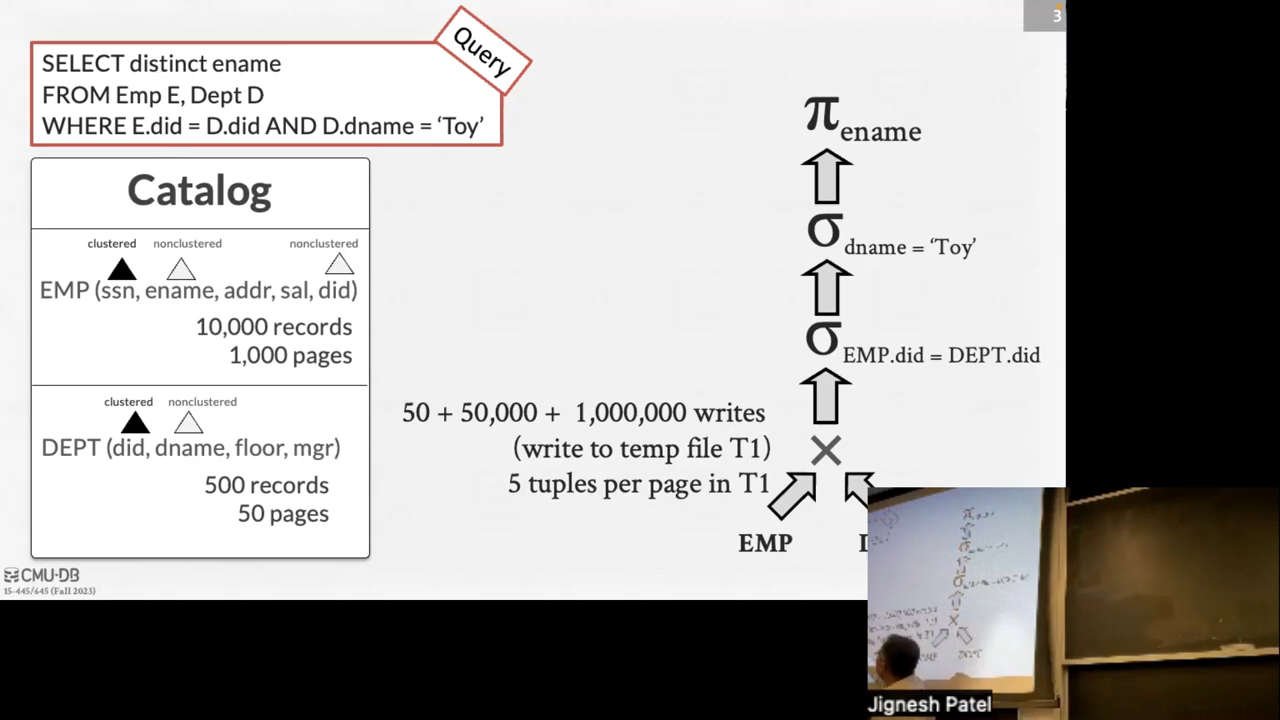 3
Query
SELECT distinct ename
FROM Emp E, Dept D
WHERE E.did = D.did AND D.dname = ‘Toy’
Catalog
clustered nonclustered nonclustered
EMP (ssn, ename, addr, sal, did)
10,000 records
1,000 pages
clustered nonclustered
DEPT (did, dname, floor, mgr)
500 records
50 pages
π ename
σ dname = ‘Toy’
σ EMP.did = DEPT.did
50 + 50,000 + 1,000,000 writes
(write to temp file T1)
5 tuples per page in T1
×
EMP
CMU·DB
15-445/645 (Fall 2023)
Jignesh Patel